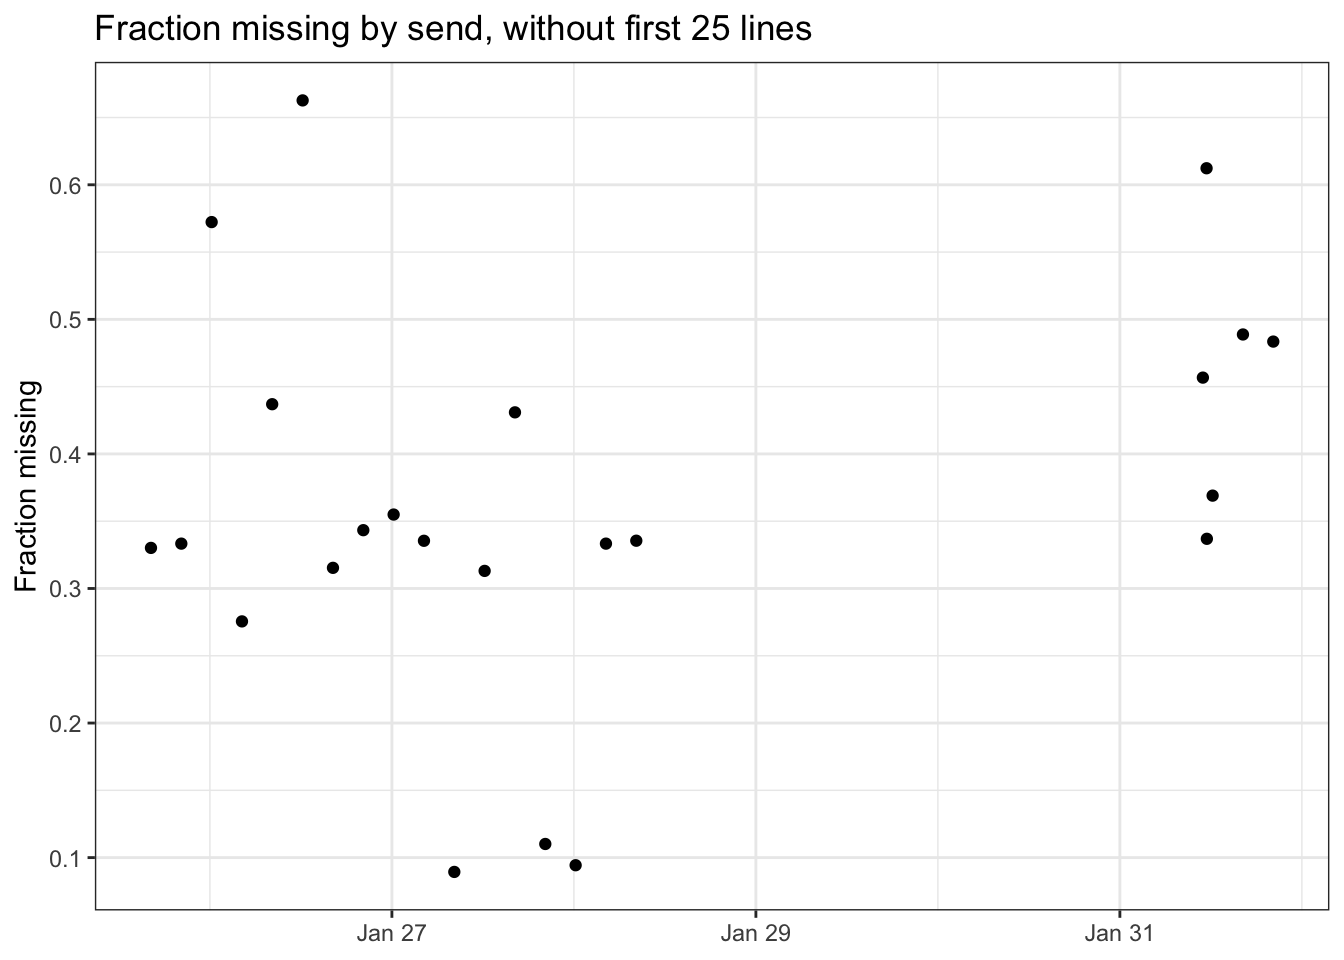 Fraction missing by send, without first 25 lines
Fraction missing
0.6
0.5
0.4
0.3
0.2
0.1
Jan 27
Jan 29
Jan 31